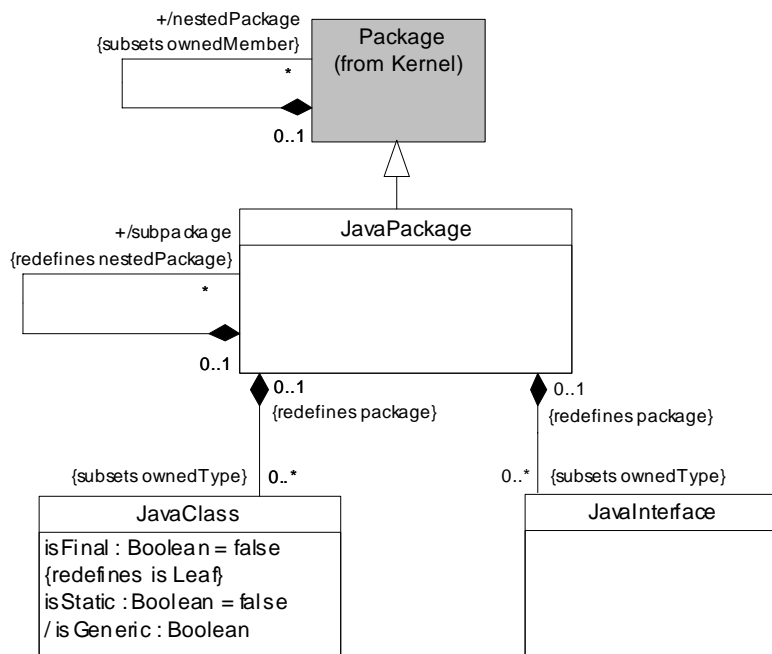 +/nestedPackage
{subsets ownedMember}
*
0..1
Package
(from Kernel)
+/subpackage
{redefines nestedPackage}
*
0..1
JavaPackage
0..1
{redefines package}
0..1
{redefines package}
{subsets ownedType}
0..*
0..*
{subsets ownedType}
JavaClass
isFinal : Boolean = false
{redefines is Leaf}
isStatic : Boolean = false
/ isGeneric : Boolean
JavaInterface